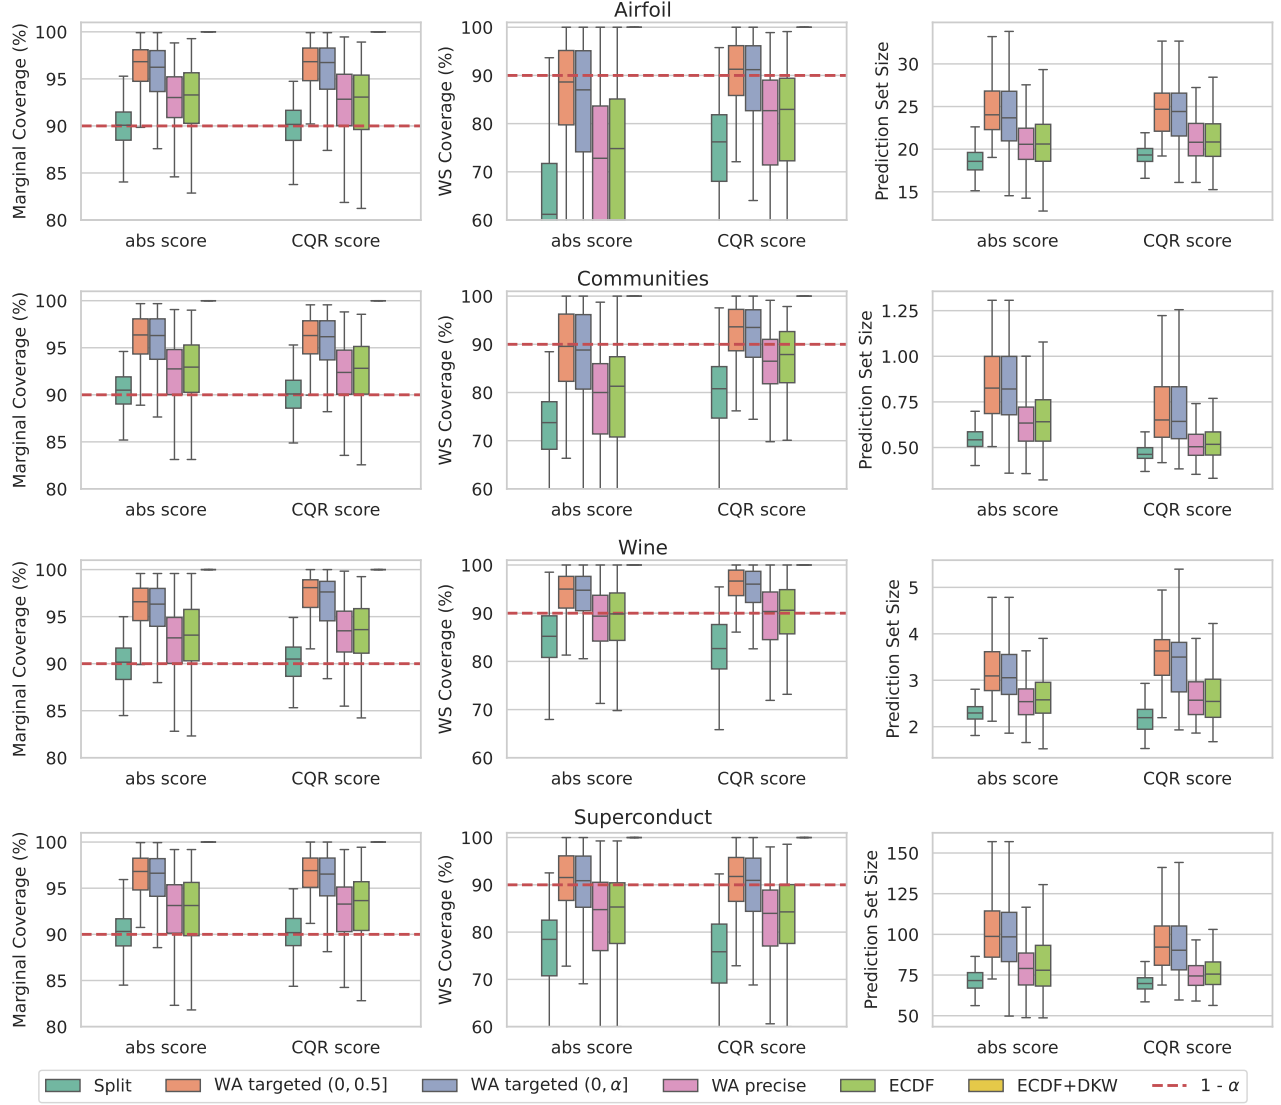 Airfoil
Marginal Coverage (%)
100
95
90
85
80
abs score
CQR score
WS Coverage (%)
100
90
80
70
60
abs score
CQR score
Prediction Set Size
30
25
20
15
abs score
CQR score
Communities
Marginal Coverage (%)
100
95
90
85
80
abs score
CQR score
WS Coverage (%)
100
90
80
70
60
abs score
CQR score
Prediction Set Size
1.25
1.00
0.75
0.50
abs score
CQR score
Wine
Marginal Coverage (%)
100
95
90
85
80
abs score
CQR score
WS Coverage (%)
100
90
80
70
60
abs score
CQR score
Prediction Set Size
5
4
3
2
abs score
CQR score
Superconduct
Marginal Coverage (%)
100
95
90
85
80
abs score
CQR score
WS Coverage (%)
100
90
80
70
60
abs score
CQR score
Prediction Set Size
150
125
100
75
50
abs score
CQR score
Split
WA targeted (0, 0.5]
WA targeted (0, α]
WA precise
ECDF
ECDF+DKW
1 - α